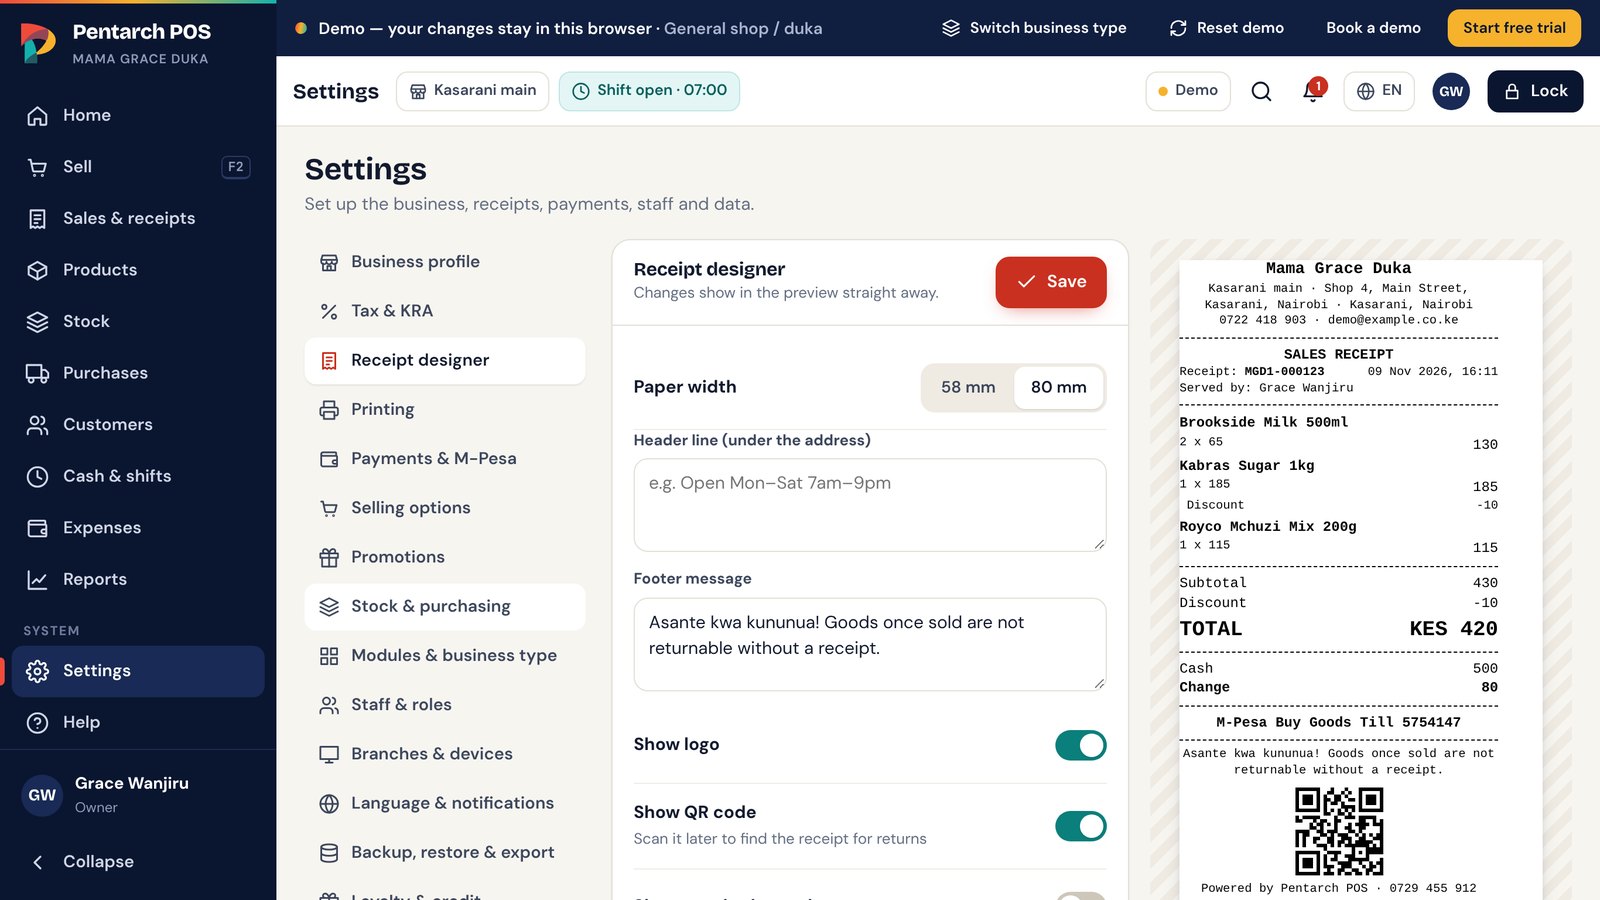 Pentarch POS
MAMA GRACE DUKA
Home
Sell
F2
Sales & receipts
Products
Stock
Purchases
Customers
Cash & shifts
Expenses
Reports
SYSTEM
Settings
Help
GW
Grace Wanjiru
Owner
Collapse
Demo — your changes stay in this browser · General shop / duka
Switch business type
Reset demo
Book a demo
Start free trial
Settings
Kasarani main
Shift open · 07:00
Demo
1
EN
GW
Lock
Settings
Set up the business, receipts, payments, staff and data.
Business profile
Tax & KRA
Receipt designer
Printing
Payments & M-Pesa
Selling options
Promotions
Stock & purchasing
Modules & business type
Staff & roles
Branches & devices
Language & notifications
Backup, restore & export
Receipt designer
Changes show in the preview straight away.
Save
Paper width
58 mm
80 mm
Header line (under the address)
e.g. Open Mon–Sat 7am–9pm
Footer message
Asante kwa kununua! Goods once sold are not
returnable without a receipt.
Show logo
Show QR code
Scan it later to find the receipt for returns
Mama Grace Duka
Kasarani main · Shop 4, Main Street,
Kasarani, Nairobi · Kasarani, Nairobi
0722 418 903 · demo@example.co.ke
SALES RECEIPT
Receipt: MGD1-000123 09 Nov 2026, 16:11
Served by: Grace Wanjiru
Brookside Milk 500ml
2 x 65 130
Kabras Sugar 1kg
1 x 185 185
Discount -10
Royco Mchuzi Mix 200g
1 x 115 115
Subtotal 430
Discount -10
TOTAL KES 420
Cash 500
Change 80
M-Pesa Buy Goods Till 5754147
Asante kwa kununua! Goods once sold are not
returnable without a receipt.
Powered by Pentarch POS · 0729 455 912